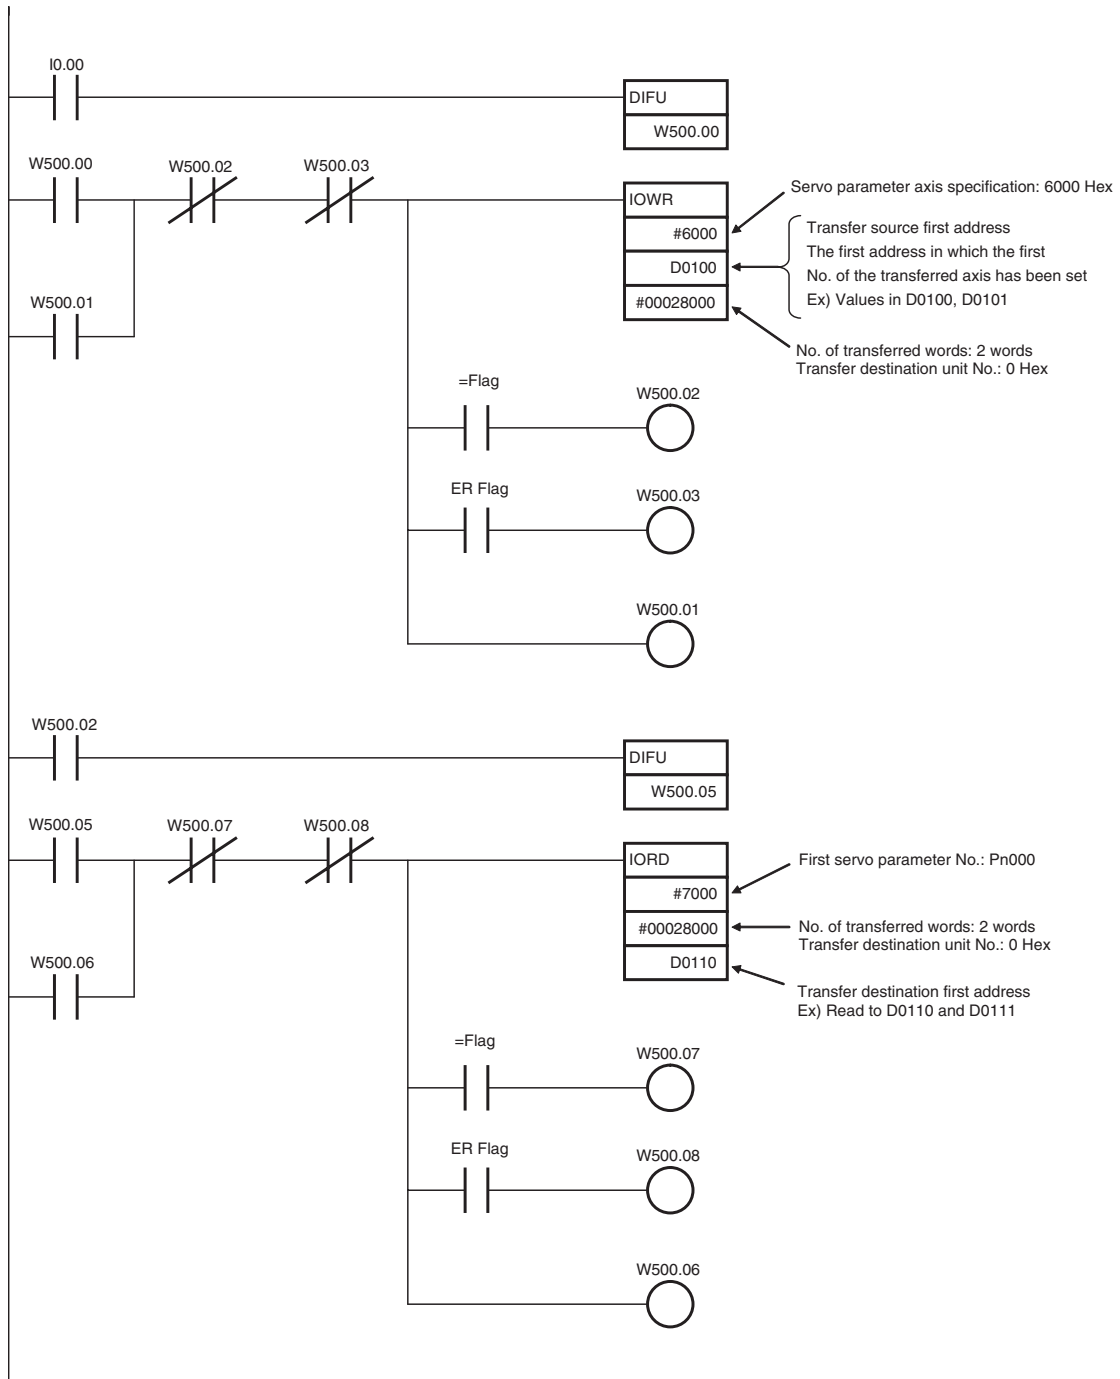 I0.00
DIFU
W500.00
W500.00
W500.02
W500.03
IOWR
#6000
D0100
#00028000
Servo parameter axis specification: 6000 Hex
Transfer source first address
The first address in which the first
No. of the transferred axis has been set
Ex) Values in D0100, D0101
No. of transferred words: 2 words
Transfer destination unit No.: 0 Hex
W500.01
=Flag
W500.02
ER Flag
W500.03
W500.01
W500.02
DIFU
W500.05
W500.05
W500.07
W500.08
IORD
#7000
#00028000
D0110
First servo parameter No.: Pn000
No. of transferred words: 2 words
Transfer destination unit No.: 0 Hex
Transfer destination first address
Ex) Read to D0110 and D0111
W500.06
=Flag
W500.07
ER Flag
W500.08
W500.06